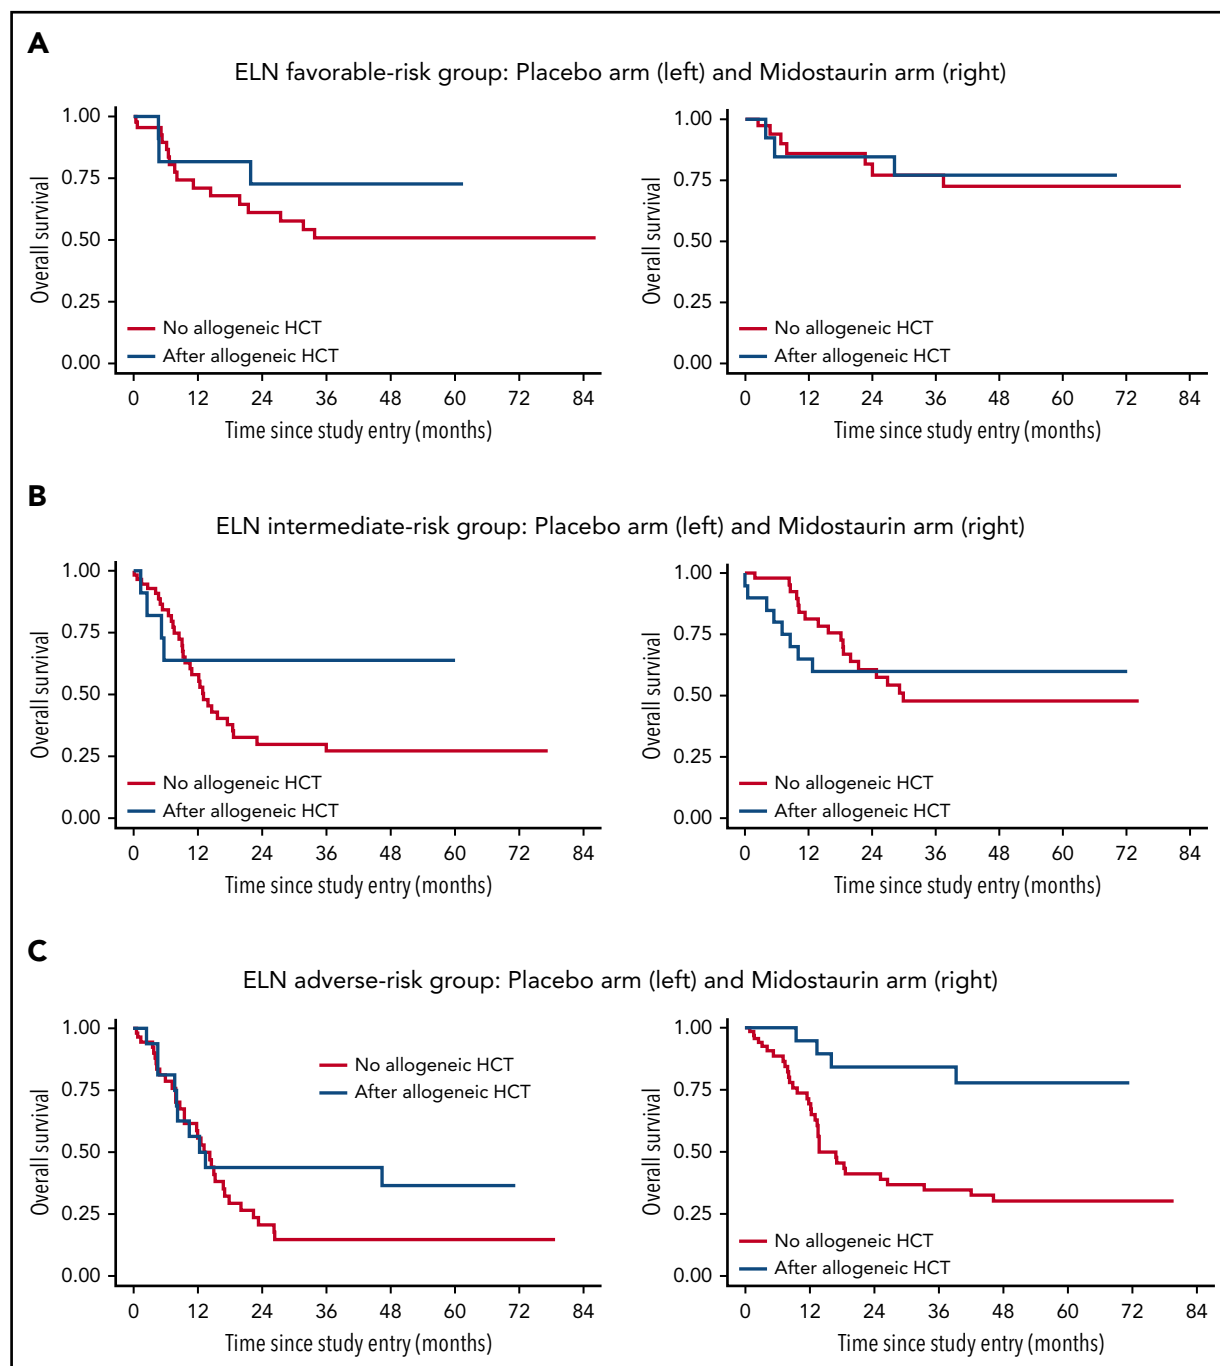 A
ELN favorable-risk group: Placebo arm (left) and Midostaurin arm (right)
1.00
0.75
0.50
0.25
0.00
Overall survival
No allogeneic HCT
After allogeneic HCT
0 12 24 36 48 60 72 84
Time since study entry (months)
1.00
0.75
0.50
0.25
0.00
Overall survival
No allogeneic HCT
After allogeneic HCT
0 12 24 36 48 60 72 84
Time since study entry (months)
B
ELN intermediate-risk group: Placebo arm (left) and Midostaurin arm (right)
1.00
0.75
0.50
0.25
0.00
Overall survival
No allogeneic HCT
After allogeneic HCT
0 12 24 36 48 60 72 84
Time since study entry (months)
1.00
0.75
0.50
0.25
0.00
Overall survival
No allogeneic HCT
After allogeneic HCT
0 12 24 36 48 60 72 84
Time since study entry (months)
C
ELN adverse-risk group: Placebo arm (left) and Midostaurin arm (right)
1.00
0.75
0.50
0.25
0.00
Overall survival
No allogeneic HCT
After allogeneic HCT
0 12 24 36 48 60 72 84
Time since study entry (months)
1.00
0.75
0.50
0.25
0.00
Overall survival
No allogeneic HCT
After allogeneic HCT
0 12 24 36 48 60 72 84
Time since study entry (months)